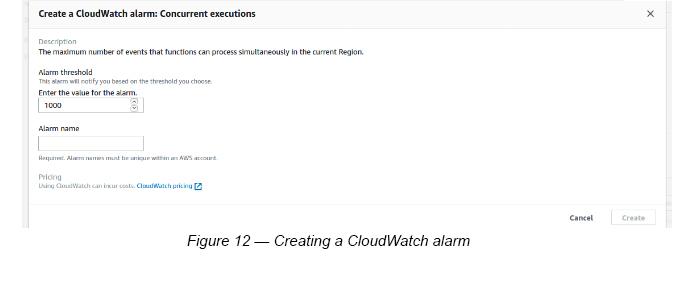 Create a CloudWatch alarm: Concurrent executions
Description
The maximum number of events that functions can process simultaneously in the current Region.
Alarm threshold
This alarm will notify you based on the threshold you choose.
Enter the value for the alarm.
1000
Alarm name
Required. Alarm names must be unique within an AWS account.
Pricing
Using CloudWatch can incur costs. CloudWatch pricing
Cancel Create
Figure 12 — Creating a CloudWatch alarm